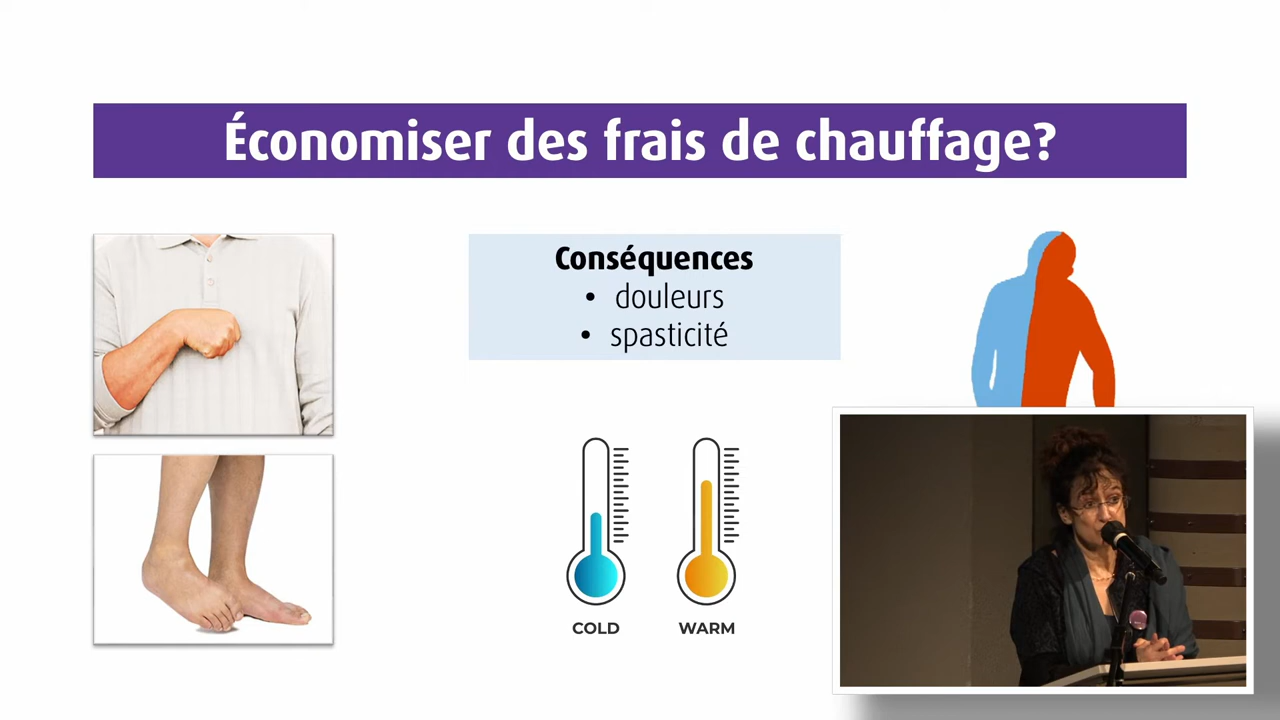 Économiser des frais de chauffage?
Conséquences
• douleurs
• spasticité
COLD
WARM